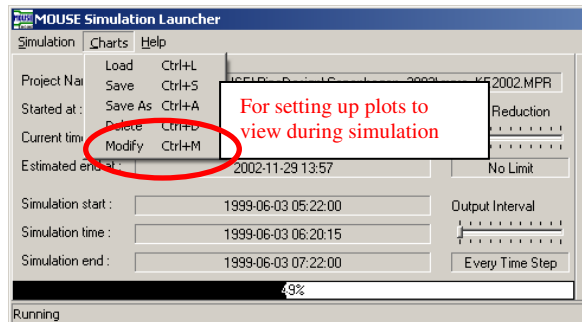 MOUSE Simulation Launcher
Simulation Charts Help
Load Ctrl+L
Save Ctrl+S
Save As Ctrl+A
Delete Ctrl+D
Modify Ctrl+M
For setting up plots to
view during simulation
Project Nar
2002.MPR
Started at :
Reduction
Current tim
Estimated end at :
2002-11-29 13:57
No Limit
Simulation start :
1999-06-03 05:22:00
Output Interval
Simulation time :
1999-06-03 06:20:15
Simulation end :
1999-06-03 07:22:00
Every Time Step
49%
Running